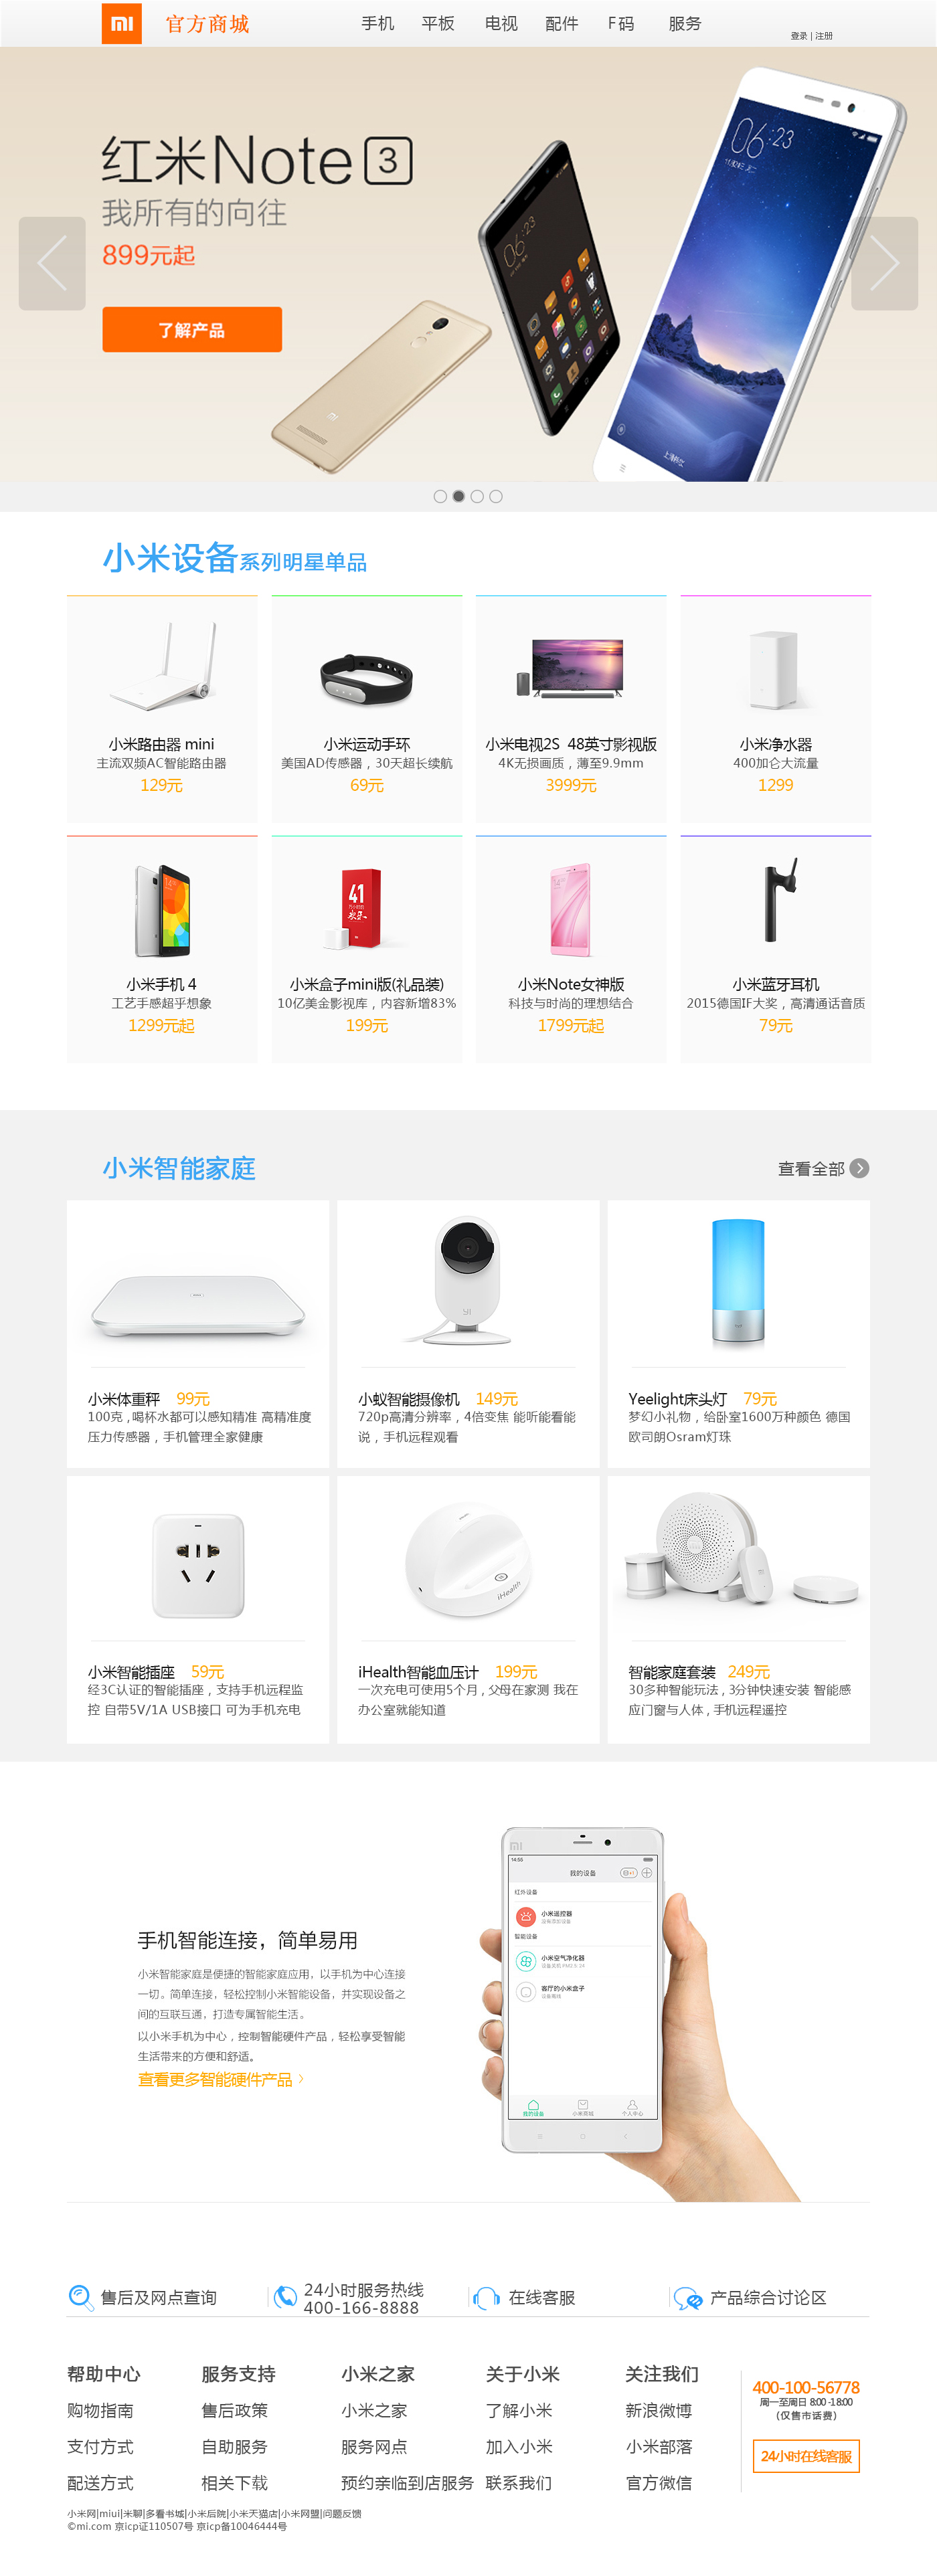 mi 官方商城 手机 平板 电视 配件 F码 服务
登录 | 注册
红米Note 3
我所有的向往
899元起
了解产品
06:23
06:23
小米设备系列明星单品
小米路由器 mini
主流双频AC智能路由器
129元
小米运动手环
美国AD传感器，30天超长续航
69元
小米电视2S 48英寸影视版
4K无损画质，薄至9.9mm
3999元
小米净水器
400加仑大流量
1299
41
小米手机 4
工艺手感超乎想象
1299元起
小米盒子mini版(礼品装)
10亿美金影视库，内容新增83%
199元
小米Note女神版
科技与时尚的理想结合
1799元起
小米蓝牙耳机
2015德国IF大奖，高清通话音质
79元
小米智能家庭
查看全部
小米体重秤 99元
100克 , 喝杯水都可以感知精准 高精准度
压力传感器，手机管理全家健康
小蚁智能摄像机 149元
720p高清分辨率，4倍变焦 能听能看能
说，手机远程观看
Yeelight床头灯 79元
梦幻小礼物，给卧室1600万种颜色 德国
欧司朗Osram灯珠
iHealth
小米智能插座 59元
经3C认证的智能插座，支持手机远程监
控 自带5V/1A USB接口 可为手机充电
iHealth智能血压计 199元
一次充电可使用5个月 , 父母在家测 我在
办公室就能知道
智能家庭套装 249元
30多种智能玩法 , 3分钟快速安装 智能感
应门窗与人体 , 手机远程遥控
mi
14:55
我的设备
红外设备
小米遥控器
没有添加设备
智能设备
小米空气净化器
客厅的小米盒子
设备离线
我的设备 小米商城 个人中心
手机智能连接，简单易用
小米智能家庭是便捷的智能家庭应用，以手机为中心连接
一切。简单连接，轻松控制小米智能设备，并实现设备之
间的互联互通，打造专属智能生活。
以小米手机为中心，控制智能硬件产品，轻松享受智能
生活带来的方便和舒适。
查看更多智能硬件产品
售后及网点查询
24小时服务热线
400-166-8888
在线客服
产品综合讨论区
帮助中心 服务支持 小米之家 关于小米 关注我们
购物指南 售后政策 小米之家 了解小米 新浪微博
支付方式 自助服务 服务网点 加入小米 小米部落
配送方式 相关下载 预约亲临到店服务 联系我们 官方微信
400-100-56778
周一至周日 8:00 -18:00
(仅售市话费)
24小时在线客服
小米网|miui|米聊|多看书城|小米后院|小米天猫店|小米网盟|问题反馈
©mi.com 京icp证110507号 京icp备10046444号